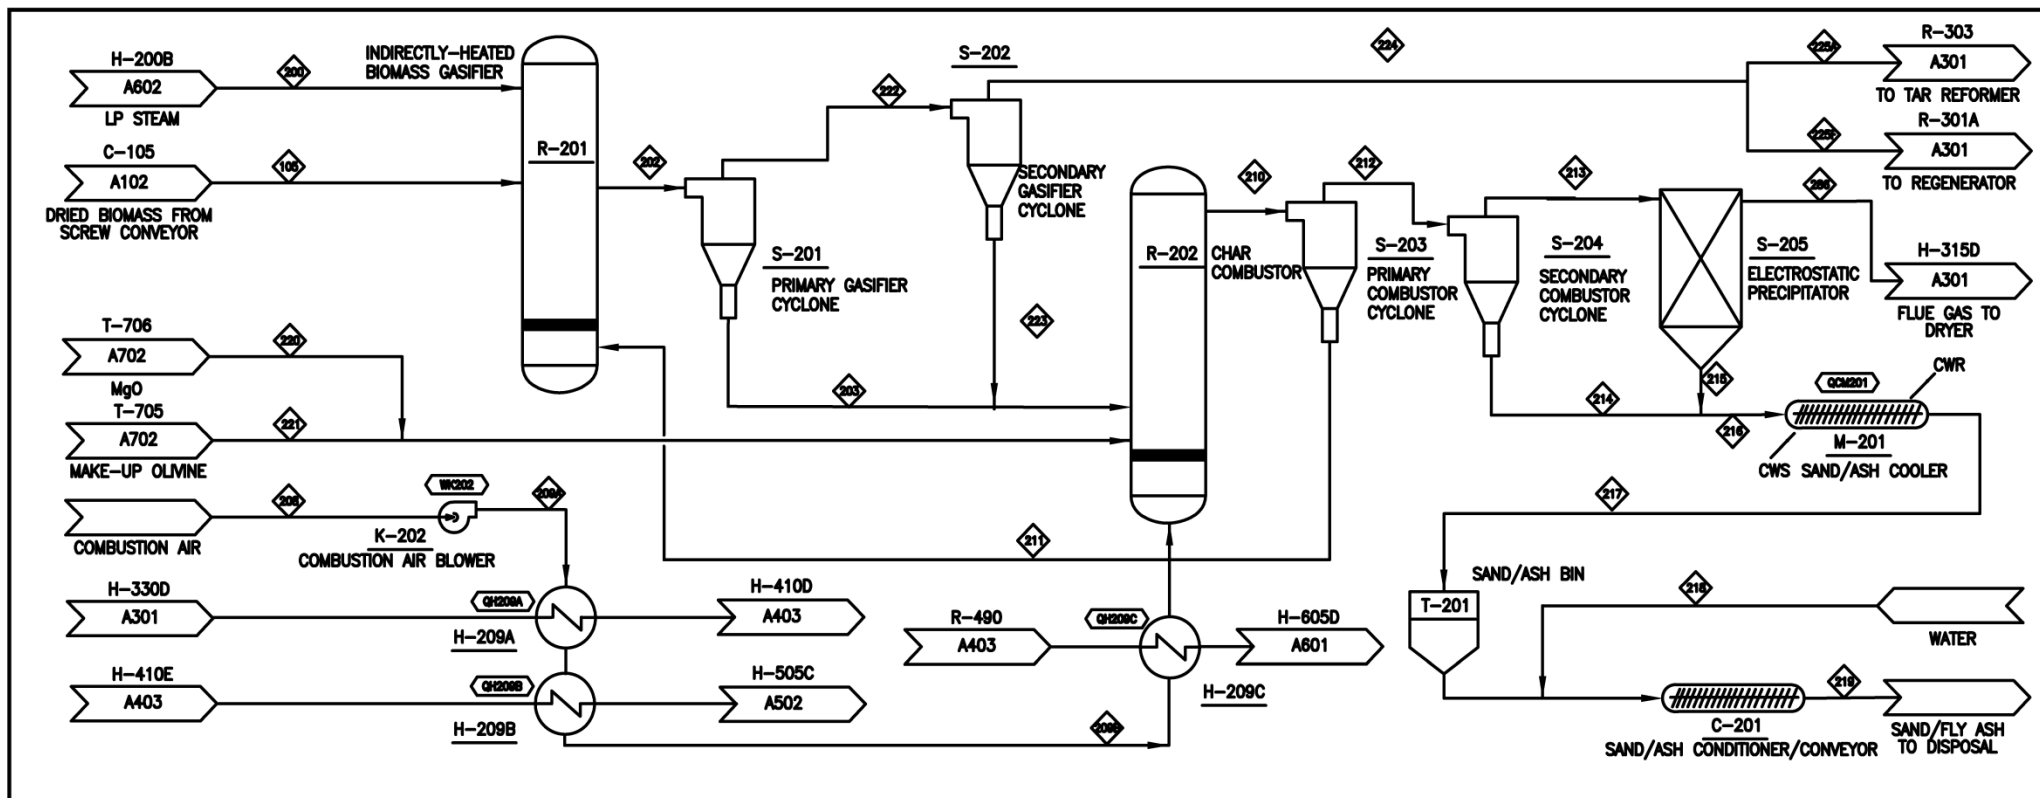 H-200B
A602
LP STEAM
200
INDIRECTLY-HEATED
BIOMASS GASIFIER
C-105
A102
DRIED BIOMASS FROM
SCREW CONVEYOR
105
R-201
202
222
S-202
SECONDARY
GASIFIER
CYCLONE
224
225A
R-303
A301
TO TAR REFORMER
R-301A
A301
TO REGENERATOR
S-201
PRIMARY GASIFIER
CYCLONE
223
203
R-202
CHAR
COMBUSTOR
210
212
S-203
PRIMARY
COMBUSTOR
CYCLONE
213
S-204
SECONDARY
COMBUSTOR
CYCLONE
S-205
ELECTROSTATIC
PRECIPITATOR
H-315D
A301
FLUE GAS TO
DRYER
T-706
A702
MgO
220
T-705
A702
MAKE-UP OLIVINE
221
214
215
216
QCM201
CWR
M-201
CWS SAND/ASH COOLER
217
COMBUSTION AIR
WK202
K-202
COMBUSTION AIR BLOWER
209A
211
H-330D
A301
QH209A
H-209A
H-410D
A403
H-410E
A403
QH209B
H-209B
H-505C
A502
209B
R-490
A403
QH209C
H-209C
H-605D
A601
SAND/ASH BIN
T-201
218
WATER
C-201
SAND/ASH CONDITIONER/CONVEYOR
219
SAND/FLY ASH
TO DISPOSAL